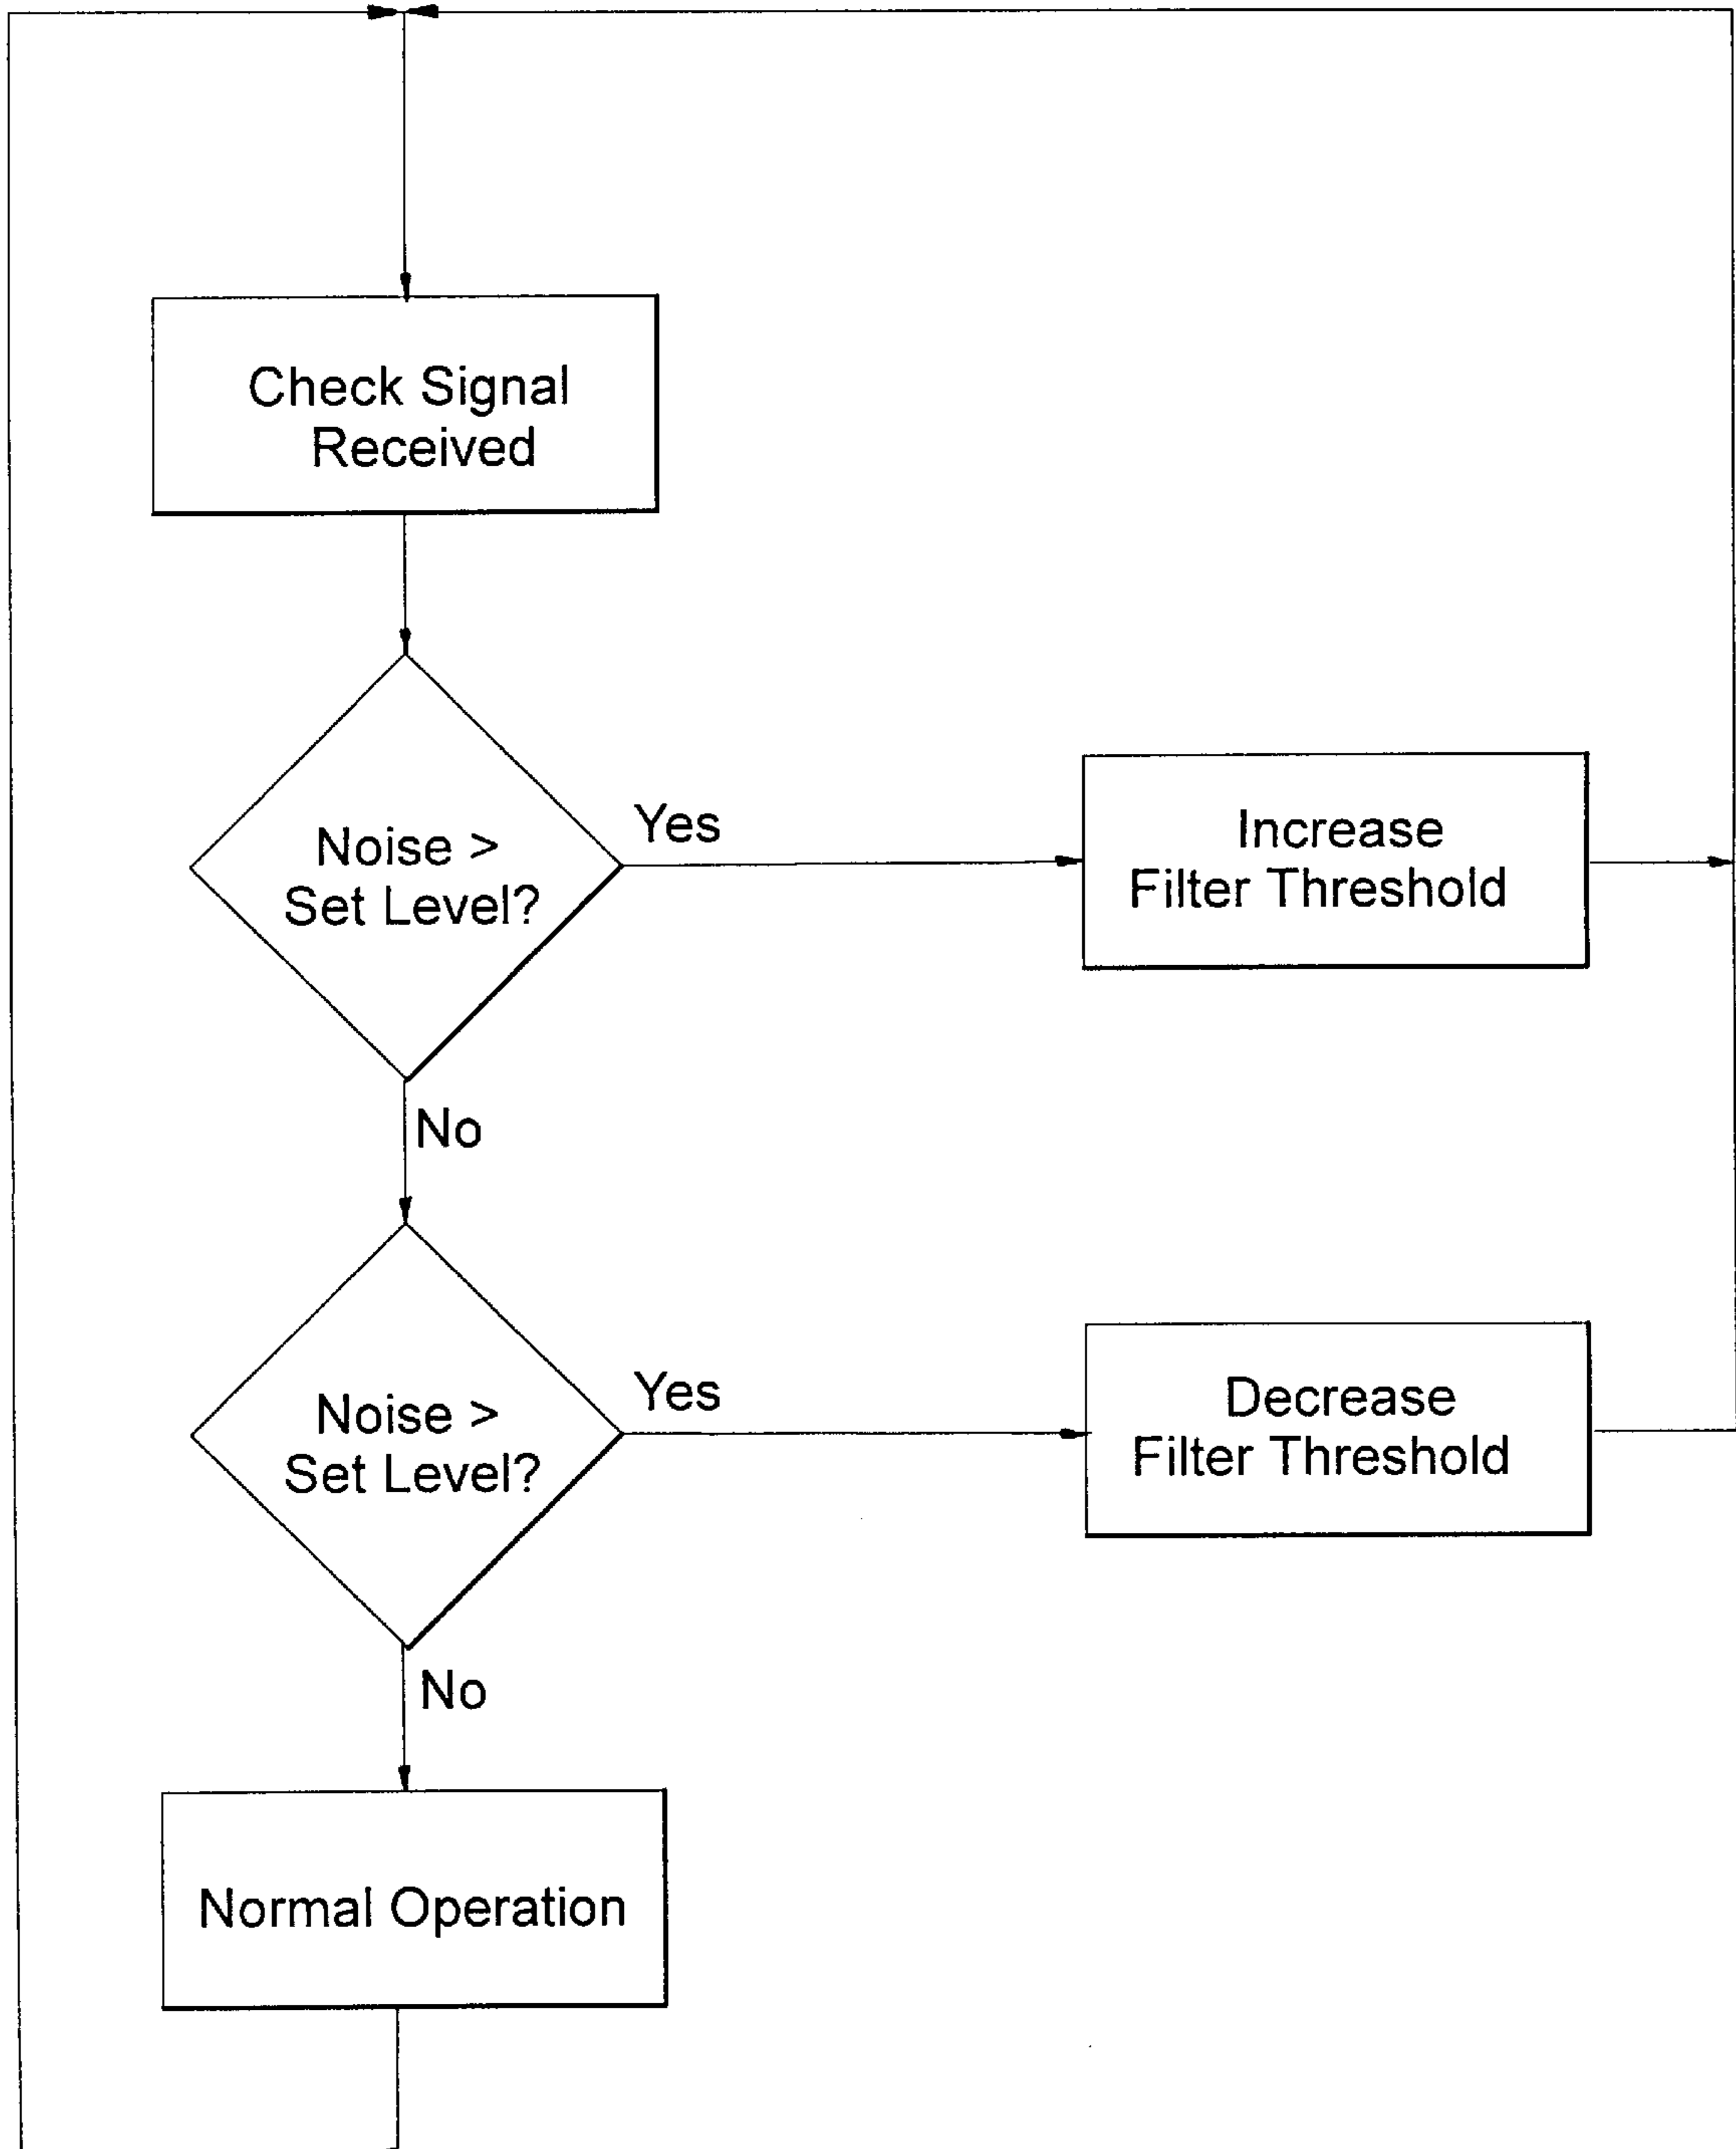 Check Signal
Received
Noise >
Set Level?
Yes
Increase
Filter Threshold
No
Noise >
Set Level?
Yes
Decrease
Filter Threshold
No
Normal Operation